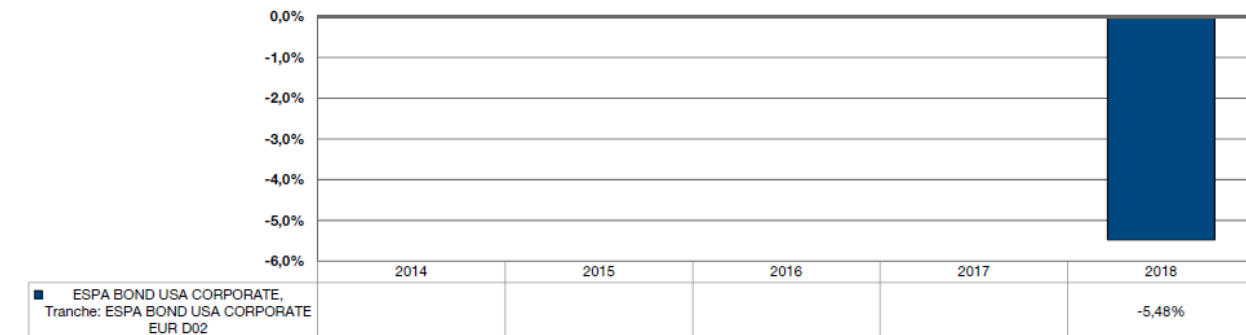 0,0%
-1,0%
-2,0%
-3,0%
-4,0%
-5,0%
-6,0%
2014 2015 2016 2017 2018
ESPA BOND USA CORPORATE,
Tranche: ESPA BOND USA CORPORATE
EUR D02
-5,48%